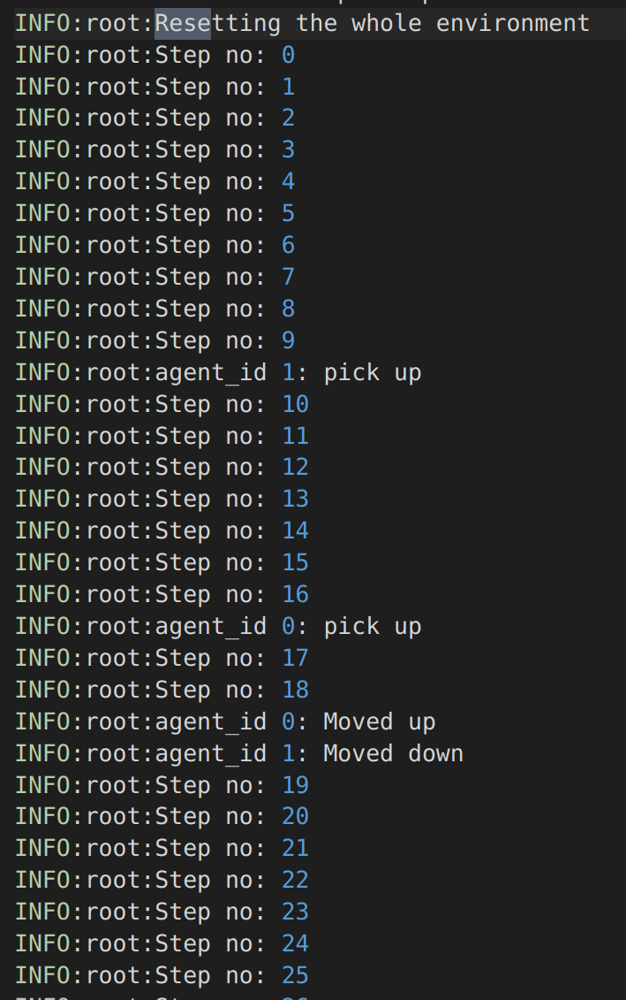 INFO:root:Resetting the whole environment
INFO:root:Step no: 0
INFO:root:Step no: 1
INFO:root:Step no: 2
INFO:root:Step no: 3
INFO:root:Step no: 4
INFO:root:Step no: 5
INFO:root:Step no: 6
INFO:root:Step no: 7
INFO:root:Step no: 8
INFO:root:Step no: 9
INFO:root:agent_id 1: pick up
INFO:root:Step no: 10
INFO:root:Step no: 11
INFO:root:Step no: 12
INFO:root:Step no: 13
INFO:root:Step no: 14
INFO:root:Step no: 15
INFO:root:Step no: 16
INFO:root:agent_id 0: pick up
INFO:root:Step no: 17
INFO:root:Step no: 18
INFO:root:agent_id 0: Moved up
INFO:root:agent_id 1: Moved down
INFO:root:Step no: 19
INFO:root:Step no: 20
INFO:root:Step no: 21
INFO:root:Step no: 22
INFO:root:Step no: 23
INFO:root:Step no: 24
INFO:root:Step no: 25